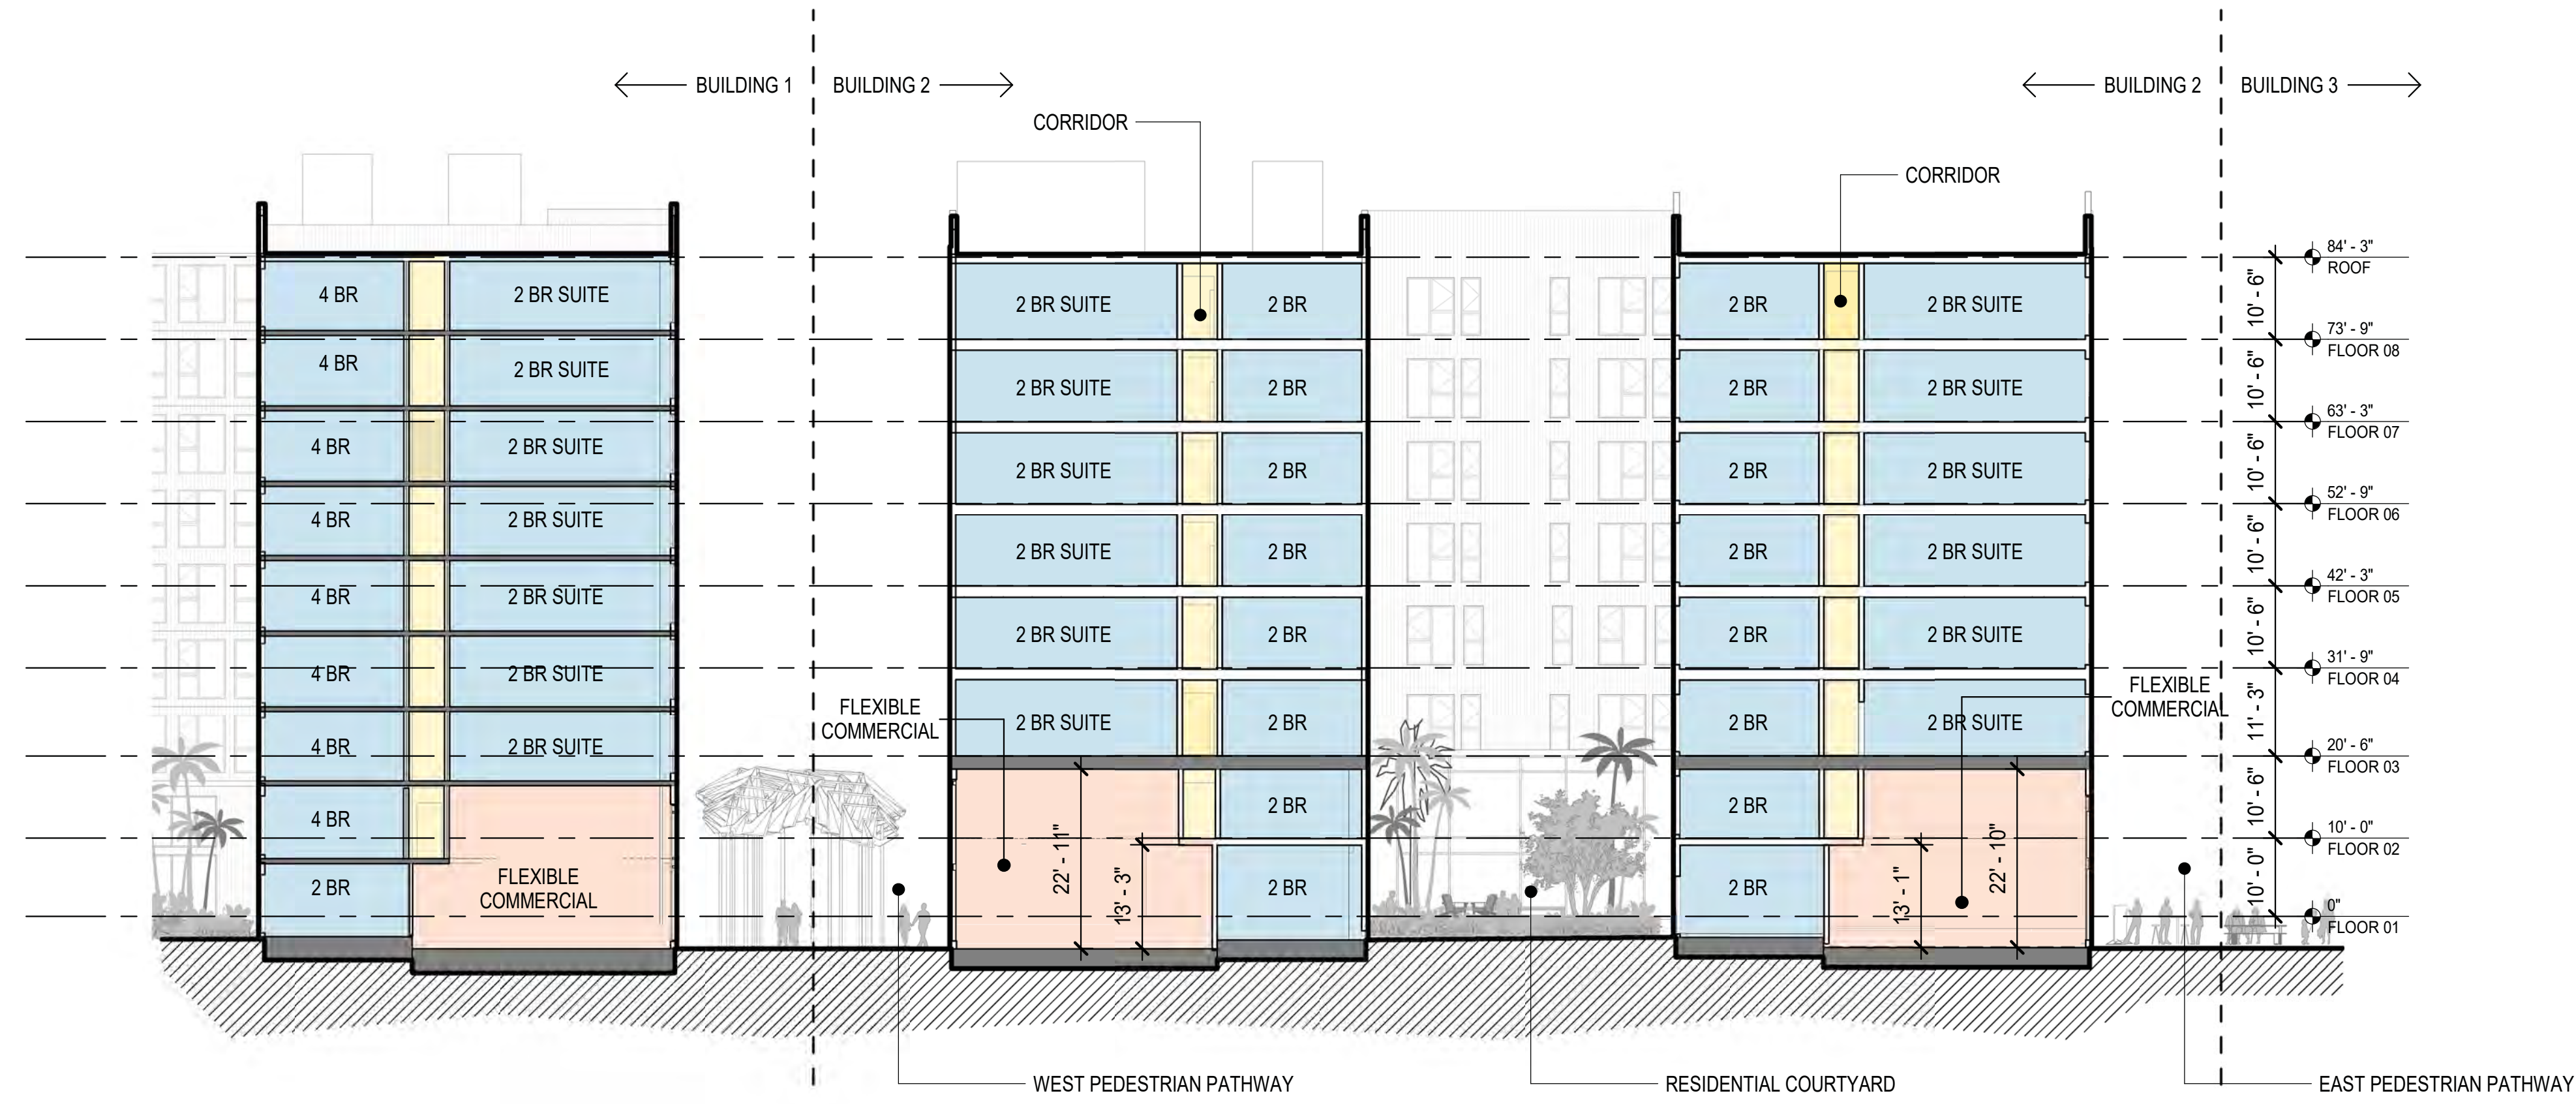 BUILDING 1
BUILDING 2
BUILDING 2
BUILDING 3
CORRIDOR
CORRIDOR
4 BR
2 BR SUITE
4 BR
2 BR SUITE
4 BR
2 BR SUITE
4 BR
2 BR SUITE
4 BR
2 BR SUITE
4 BR
2 BR SUITE
4 BR
2 BR SUITE
4 BR
2 BR
FLEXIBLE
COMMERCIAL
2 BR SUITE
2 BR
2 BR SUITE
2 BR
2 BR SUITE
2 BR
2 BR SUITE
2 BR
2 BR SUITE
2 BR
2 BR SUITE
2 BR
FLEXIBLE
COMMERCIAL
2 BR
2 BR
22' - 11"
13' - 3"
2 BR
2 BR SUITE
2 BR
2 BR SUITE
2 BR
2 BR SUITE
2 BR
2 BR SUITE
2 BR
2 BR SUITE
2 BR
2 BR SUITE
FLEXIBLE
COMMERCIAL
2 BR
2 BR
13' - 1"
22' - 10"
84' - 3"
ROOF
10' - 6"
73' - 9"
FLOOR 08
10' - 6"
63' - 3"
FLOOR 07
10' - 6"
52' - 9"
FLOOR 06
10' - 6"
42' - 3"
FLOOR 05
10' - 6"
31' - 9"
FLOOR 04
11' - 3"
20' - 6"
FLOOR 03
10' - 6"
10' - 0"
FLOOR 02
10' - 0"
0"
FLOOR 01
WEST PEDESTRIAN PATHWAY
RESIDENTIAL COURTYARD
EAST PEDESTRIAN PATHWAY